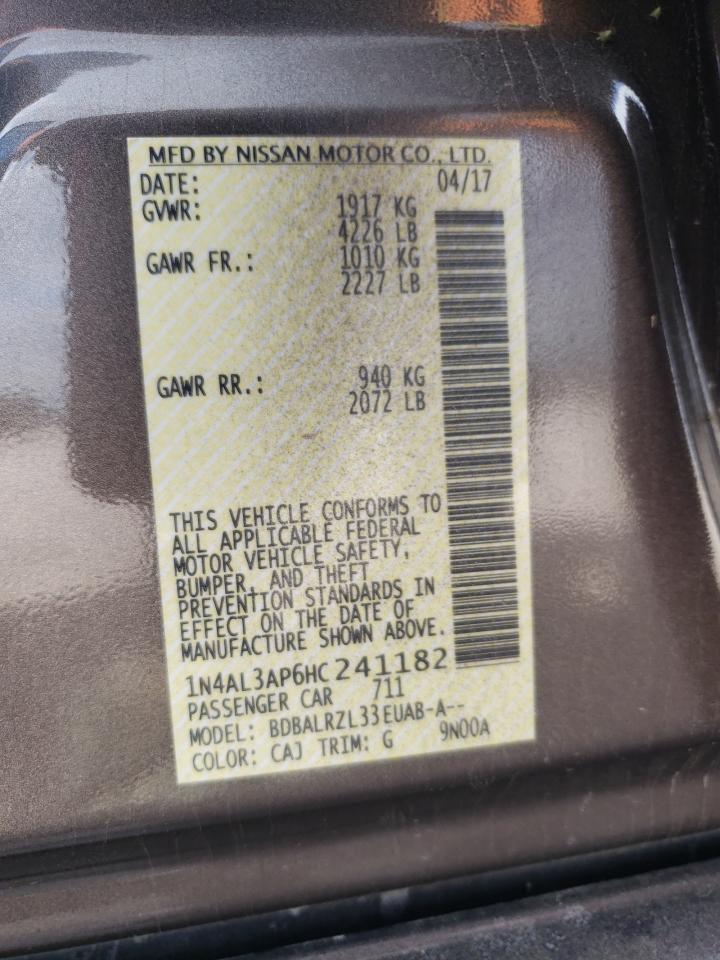 MFD BY NISSAN MOTOR CO., LTD.
DATE: 04/17
GVWR: 1917 KG
4226 LB
GAWR FR.: 1010 KG
2227 LB
GAWR RR.: 940 KG
2072 LB
THIS VEHICLE CONFORMS TO
ALL APPLICABLE FEDERAL
MOTOR VEHICLE SAFETY,
BUMPER, AND THEFT
PREVENTION STANDARDS IN
EFFECT ON THE DATE OF
MANUFACTURE SHOWN ABOVE.
1N4AL3AP6HC241182
PASSENGER CAR 711
MODEL: BDBALRZL33EUAB-A--
COLOR: CAJ TRIM: G 9N00A